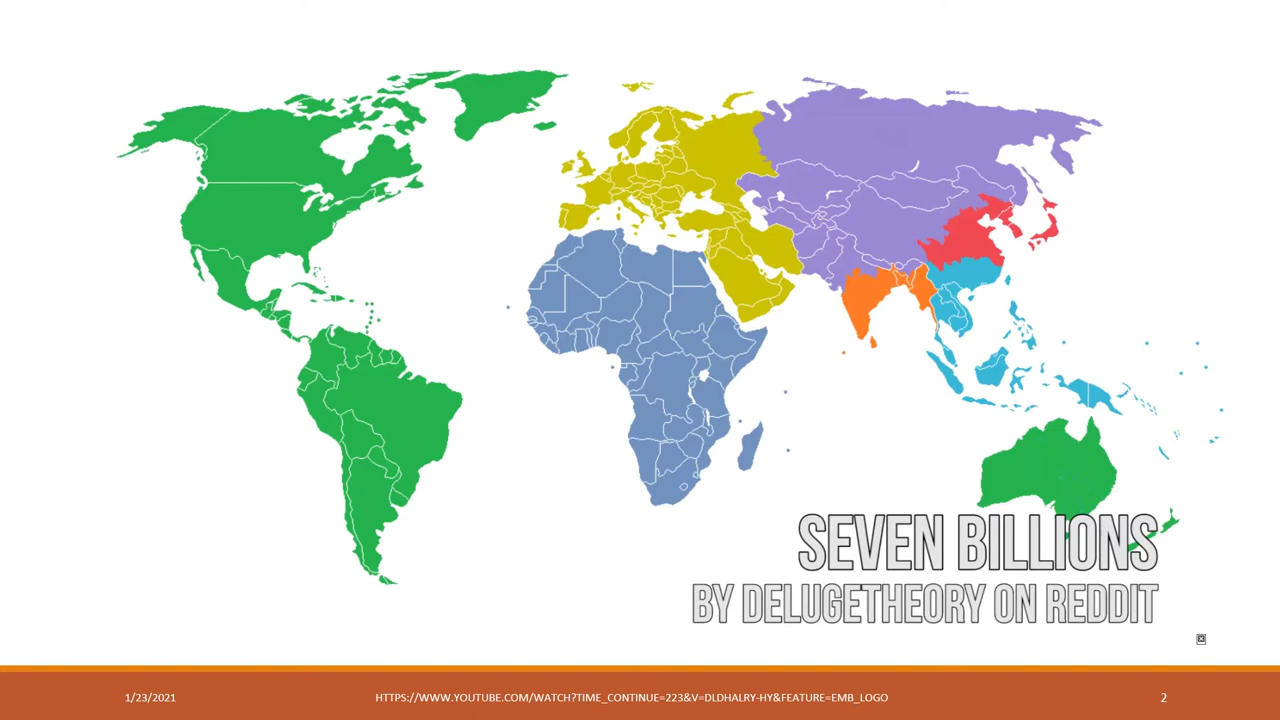 SEVEN BILLIONS
BY DELUGETHEORY ON REDDIT
1/23/2021
HTTPS://WWW.YOUTUBE.COM/WATCH?TIME_CONTINUE=223&V=DLDHALRY-HY&FEATURE=EMB_LOGO
2